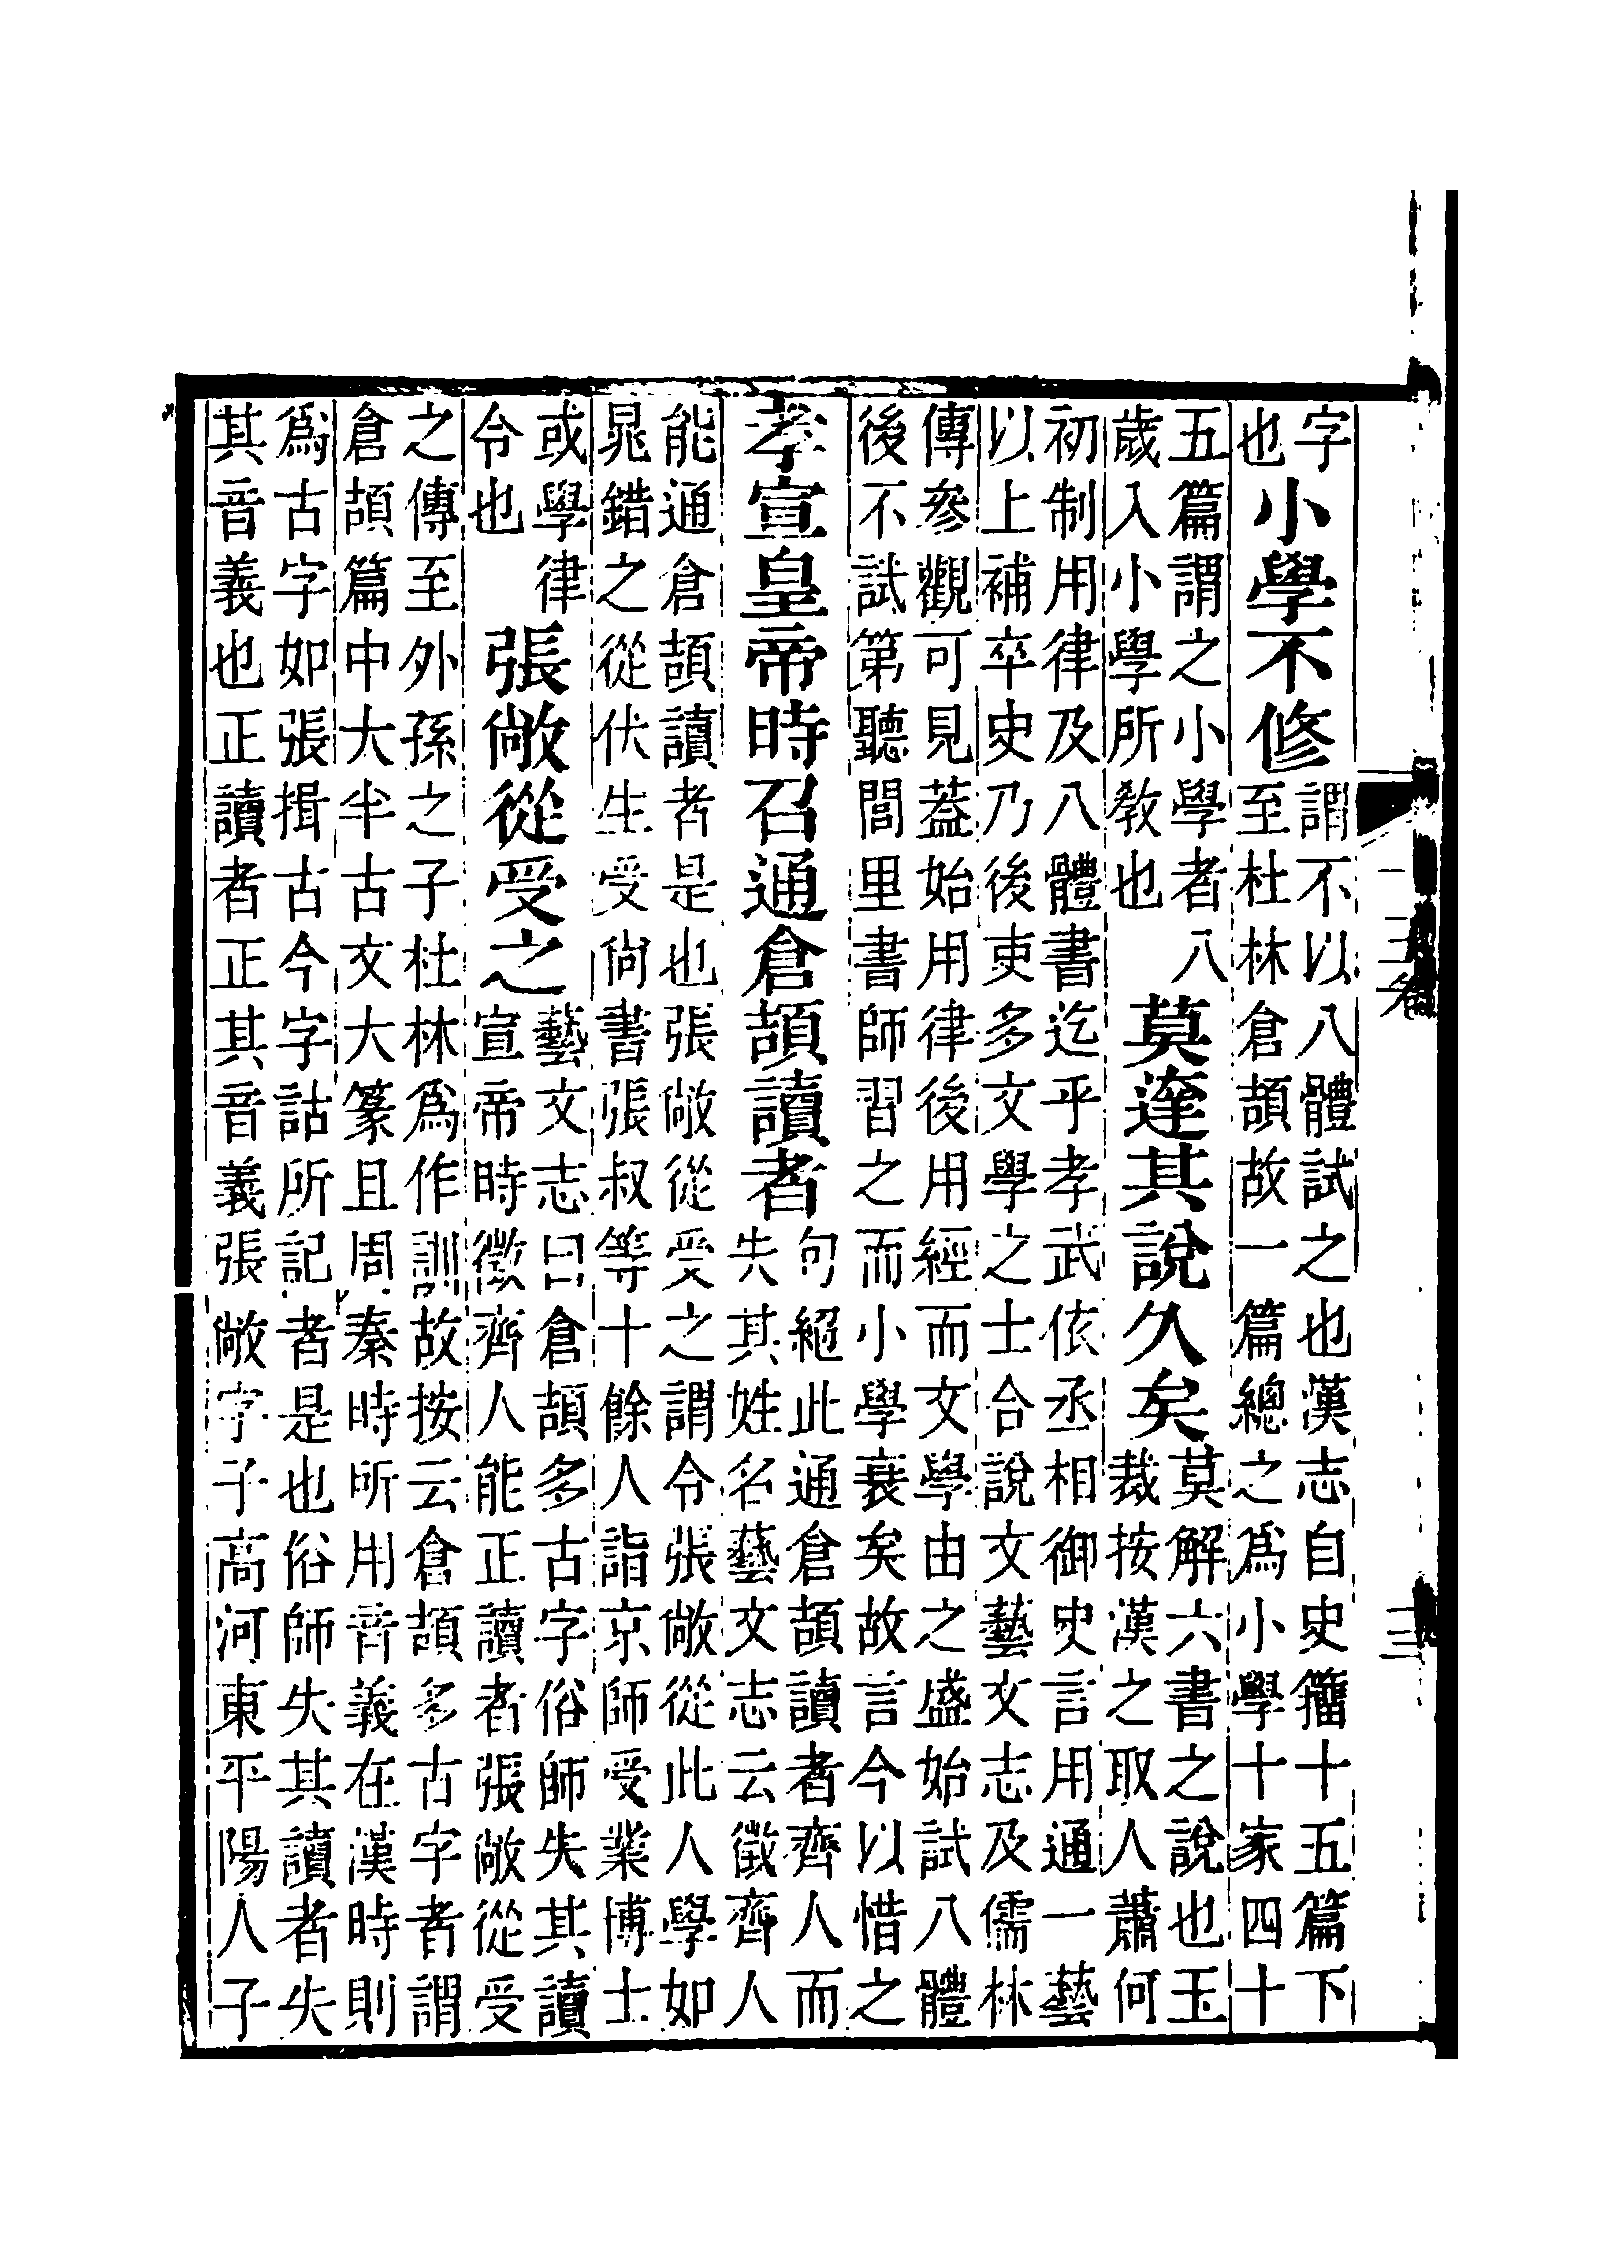 字
也
小學不修
謂不以八體試之也漢志自史籒十五篇下
至杜林倉頡故一篇總之爲小學十家四十
五篇謂之小學者八
歲入小學所教也
莫達其說久矣
莫解六書之說也玉
裁按漢之取人蕭何
初制用律及八體書迄乎孝武依丞相御史言用通一藝
以上補卒史乃後吏多文學之士合說文藝文志及儒林
傳參觀可見葢始用律後用經而文學由之盛始試八體
後不試第聽閭里書師習之而小學衰矣故言今以惜之
孝宣皇帝時召通倉頡讀者
句絕此通倉頡讀者齊人而
失其姓名藝文志云徵齊人
能通倉頡讀者是也張敞從受之謂令張敞從此人學如
晁錯之從伏生受尚書張叔等十餘人詣京師受業博士
或學律
令也
張敞從受之
藝文志曰倉頡多古字俗師失其讀
宣帝時徵齊人能正讀者張敞從受
之傳至外孫之子杜林爲作訓故按云倉頡多古字者謂
倉頡篇中大半古文大篆且周秦時所用音義在漢時則
爲古字如張揖古今字詁所記者是也俗師失其讀者失
其音義也正讀者正其音義張敞字子高河東平陽人子